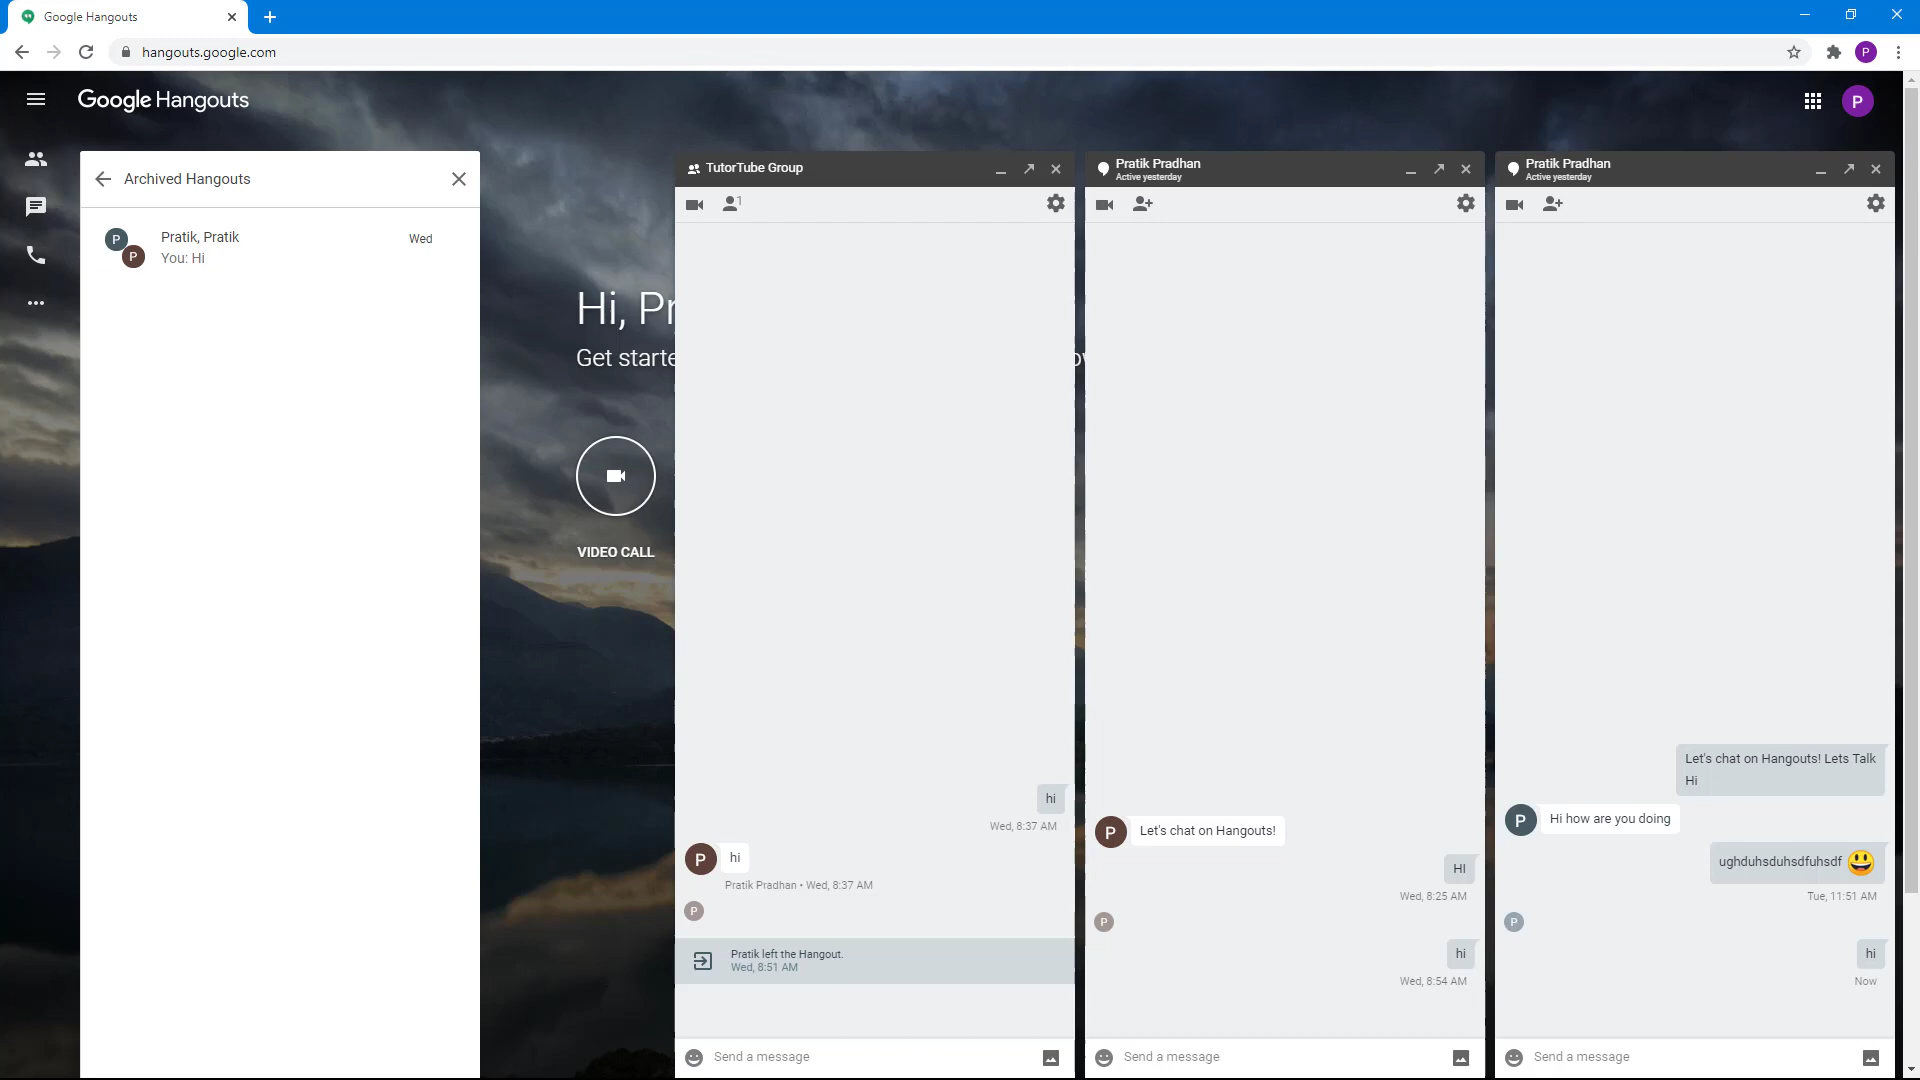 Google Hangouts
hangouts.google.com
P
Google Hangouts
P
Archived Hangouts
P
P
Pratik, Pratik
Wed
You: Hi
Hi, Pr
Get starte
VIDEO CALL
TutorTube Group
1
hi
Wed, 8:37 AM
P
hi
Pratik Pradhan • Wed, 8:37 AM
P
Pratik left the Hangout.
Wed, 8:51 AM
Send a message
Pratik Pradhan
Active yesterday
P
Let's chat on Hangouts!
HI
Wed, 8:25 AM
P
hi
Wed, 8:54 AM
Send a message
Pratik Pradhan
Active yesterday
Let's chat on Hangouts! Lets Talk
Hi
P
Hi how are you doing
ughduhsduhsdfuhsdf 😃
Tue, 11:51 AM
P
hi
Now
Send a message